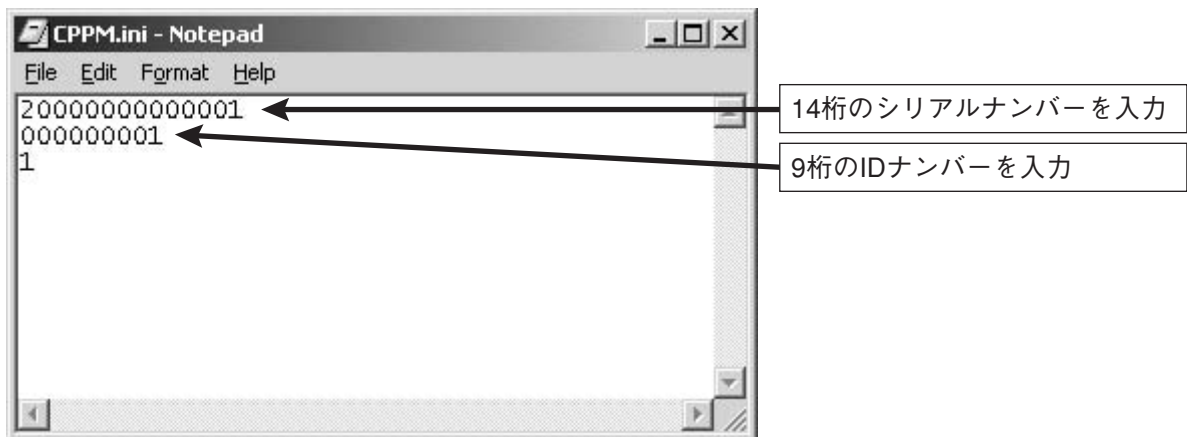 CPPM.ini - Notepad
File Edit Format Help
20000000000001
000000001
1
14桁のシリアルナンバーを入力
9桁のIDナンバーを入力